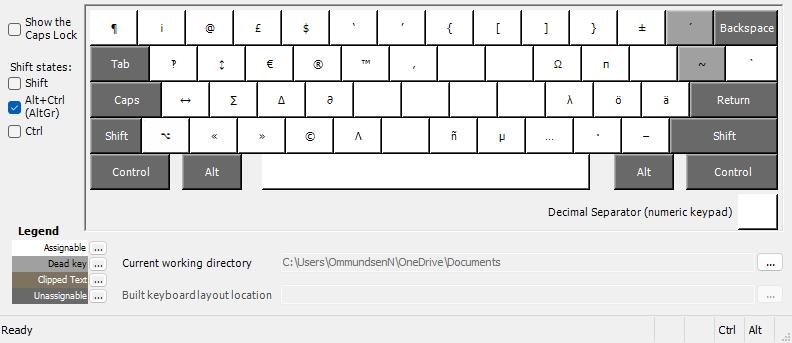 Show the
Caps Lock
Shift states:
Shift
Alt+Ctrl
(AltGr)
Ctrl
¶ ¡ @ £ $ ‵ ′ { [ ] } ± ´ Backspace
Tab ‽ ↕ € ® ™ , Ω п ~ `
Caps ↔ ∑ Δ ∂ λ ö ä Return
Shift ⌥ « » © Λ ñ µ … · – Shift
Control Alt Alt Control
Decimal Separator (numeric keypad)
Legend
Assignable ...
Dead key ...
Clipped Text ...
Unassignable ...
Current working directory C:\Users\OmmundsenN\OneDrive\Documents ...
Built keyboard layout location ...
Ready Ctrl Alt